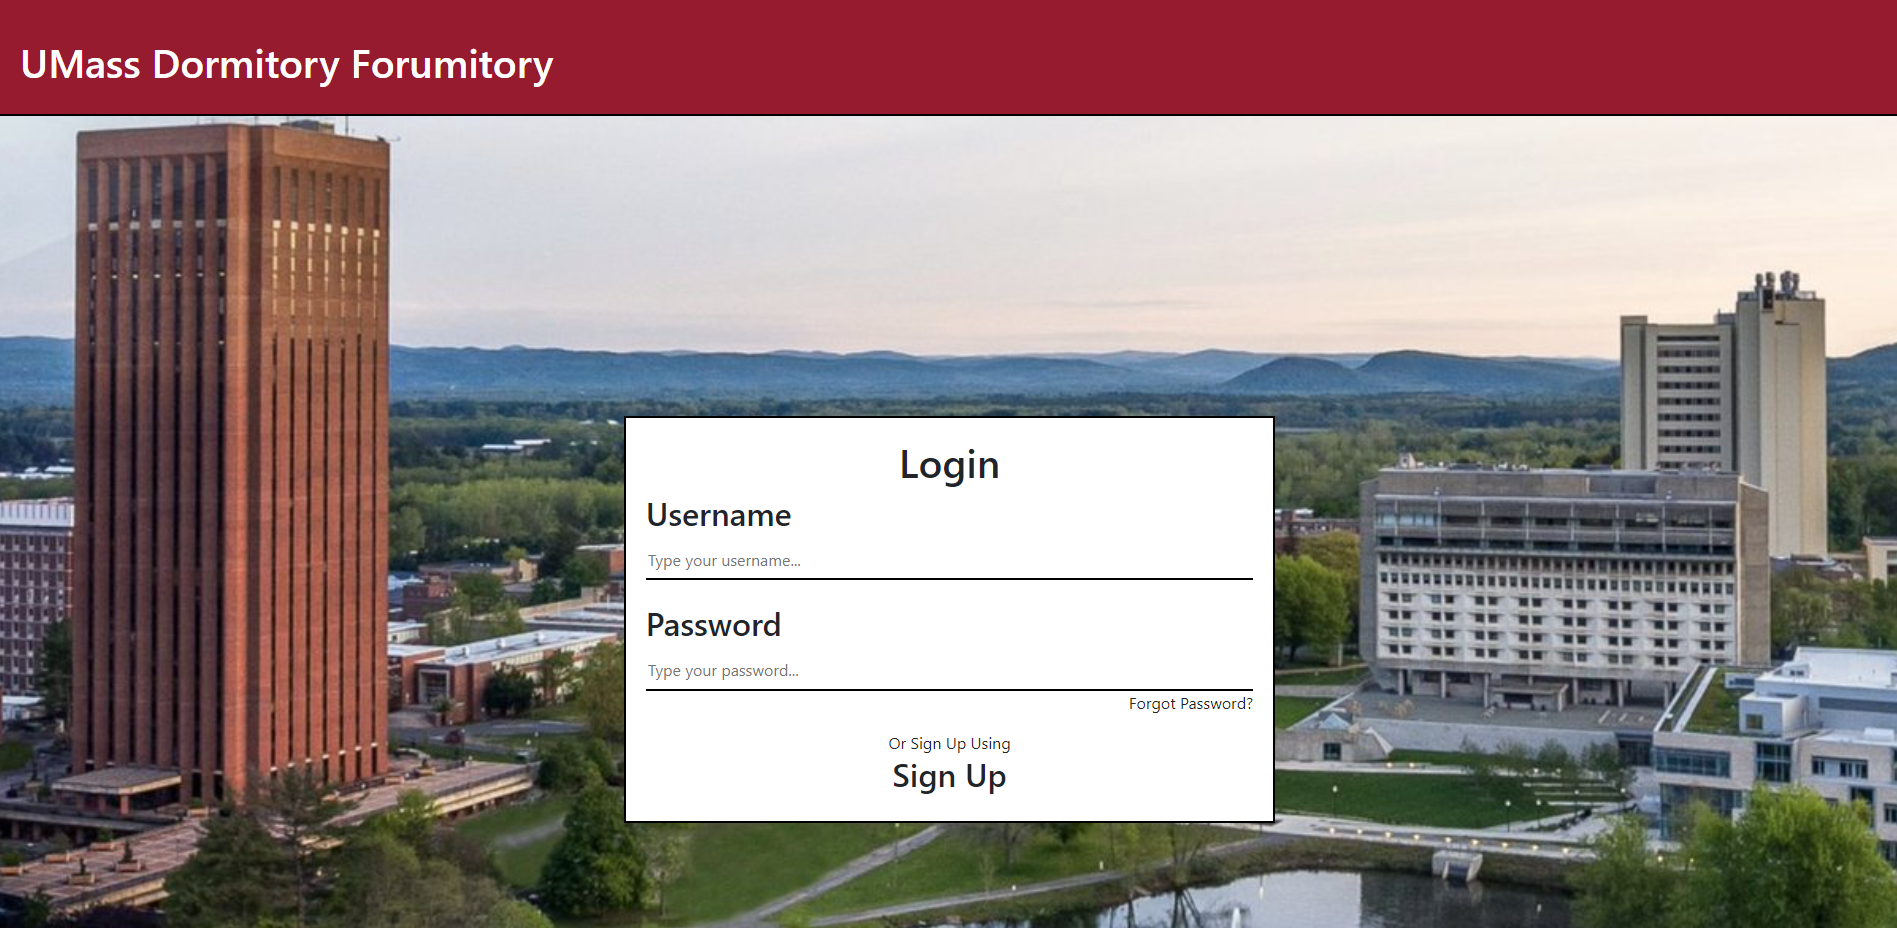 UMass Dormitory Forumitory
Login
Username
Type your username...
Password
Type your password...
Forgot Password?
Or Sign Up Using
Sign Up